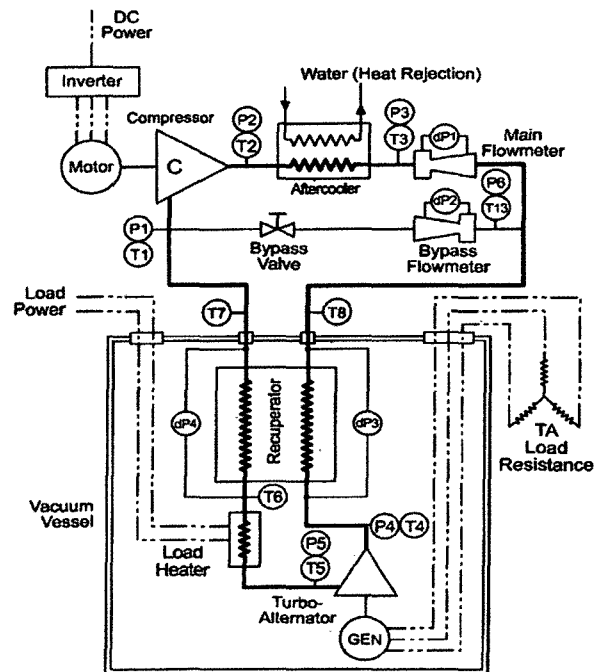 DC
Power
Inverter
Motor
Compressor
C
P2
T2
Water (Heat Rejection)
Aftercooler
P3
T3
dP1
Main
Flowmeter
P6
T13
dP2
Bypass
Flowmeter
Bypass
Valve
P1
T1
Load
Power
T7
T8
Recuperator
dP4
dP3
T6
TA
Load
Resistance
Vacuum
Vessel
Load
Heater
P5
T5
P4
T4
Turbo-
Alternator
GEN